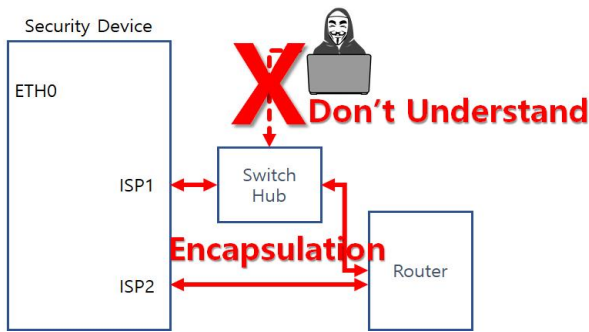 Security Device
ETH0
X
Don't Understand
ISP1
Switch
Hub
Encapsulation
Router
ISP2